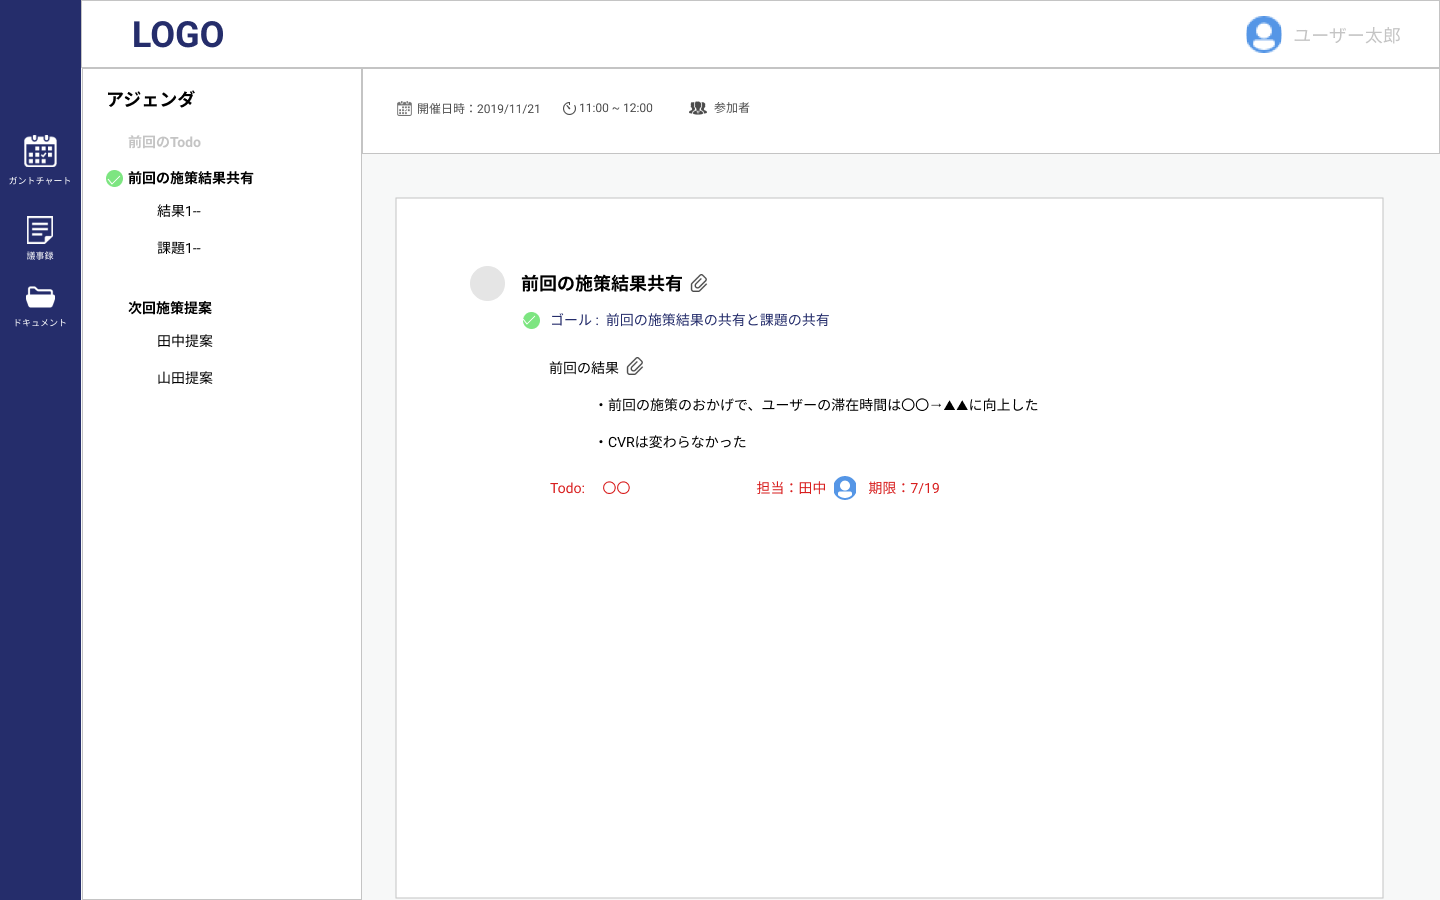 LOGO
ユーザー太郎
ガントチャート
議事録
ドキュメント
アジェンダ
前回のTodo
前回の施策結果共有
結果1--
課題1--
次回施策提案
田中提案
山田提案
開催日時：2019/11/21
11:00 ~ 12:00
参加者
前回の施策結果共有
ゴール : 前回の施策結果の共有と課題の共有
前回の結果
・前回の施策のおかげで、ユーザーの滞在時間は〇〇→▲▲に向上した
・CVRは変わらなかった
Todo: 〇〇 担当：田中 期限：7/19